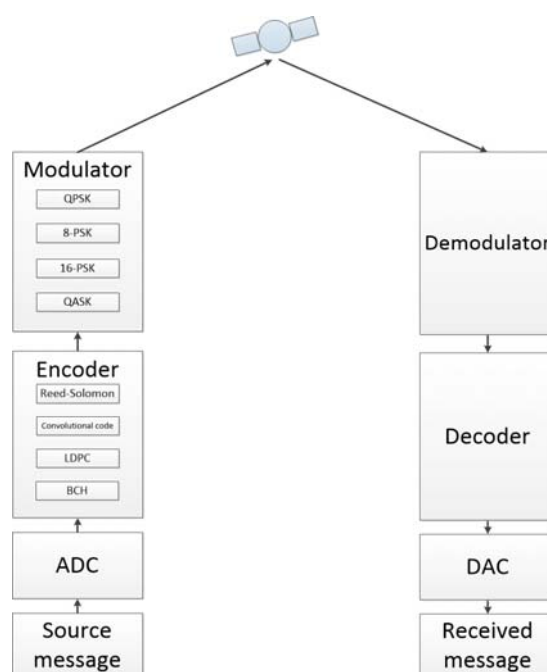 Modulator
QPSK
8-PSK
16-PSK
QASK
Encoder
Reed-Solomon
Convolutional code
LDPC
BCH
ADC
Source
message
Demodulator
Decoder
DAC
Received
message